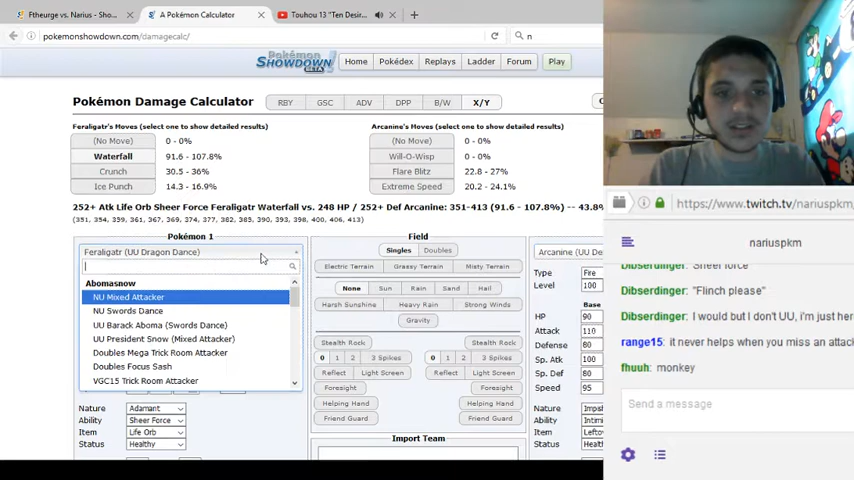 Ftheurge vs. Narius - Sho...
A Pokémon Calculator
Touhou 13 "Ten Desir...
pokemonshowdown.com/damagecalc/
n
Pokémon
SHOWDOWN!
BETA
Home
Pokédex
Replays
Ladder
Forum
Play
Pokémon Damage Calculator
RBY
GSC
ADV
DPP
B/W
X/Y
Feraligatr's Moves (select one to show detailed results)
(No Move) 0 - 0%
Waterfall 91.6 - 107.8%
Crunch 30.5 - 36%
Ice Punch 14.3 - 16.9%
Arcanine's Moves (select one to show detailed results)
(No Move) 0 - 0%
Will-O-Wisp 0 - 0%
Flare Blitz 22.8 - 27%
Extreme Speed 20.2 - 24.1%
252+ Atk Life Orb Sheer Force Feraligatr Waterfall vs. 248 HP / 252+ Def Arcanine: 351-413 (91.6 - 107.8%) -- 43.8%
(351, 354, 359, 361, 367, 369, 374, 377, 382, 385, 390, 393, 398, 400, 406, 413)
Pokémon 1
Feraligatr (UU Dragon Dance)
Abomasnow
NU Mixed Attacker
NU Swords Dance
UU Barack Aboma (Swords Dance)
UU President Snow (Mixed Attacker)
Doubles Mega Trick Room Attacker
Doubles Focus Sash
VGC15 Trick Room Attacker
Nature Adamant
Ability Sheer Force
Item Life Orb
Status Healthy
Field
Singles Doubles
Electric Terrain Grassy Terrain Misty Terrain
None Sun Rain Sand Hail
Harsh Sunshine Heavy Rain Strong Winds
Gravity
Stealth Rock Stealth Rock
0 1 2 3 Spikes 0 1 2 3 Spikes
Reflect Light Screen Reflect Light Screen
Foresight Foresight
Helping Hand Helping Hand
Friend Guard Friend Guard
Import Team
Arcanine (UU Def
Type Fire
Level 100
Base
HP 90
Attack 110
Defense 80
Sp. Atk 100
Sp. Def 80
Speed 95
Nature Impis
Ability Intimid
Item Leftov
Status Healthy
https://www.twitch.tv/nariuspkm/
nariuspkm
Dibserdinger: Sheer force
Dibserdinger: "Flinch please"
Dibserdinger: I would but I don't UU, i'm just here
range15: it never helps when you miss an attack
fhuuh: monkey
Send a message